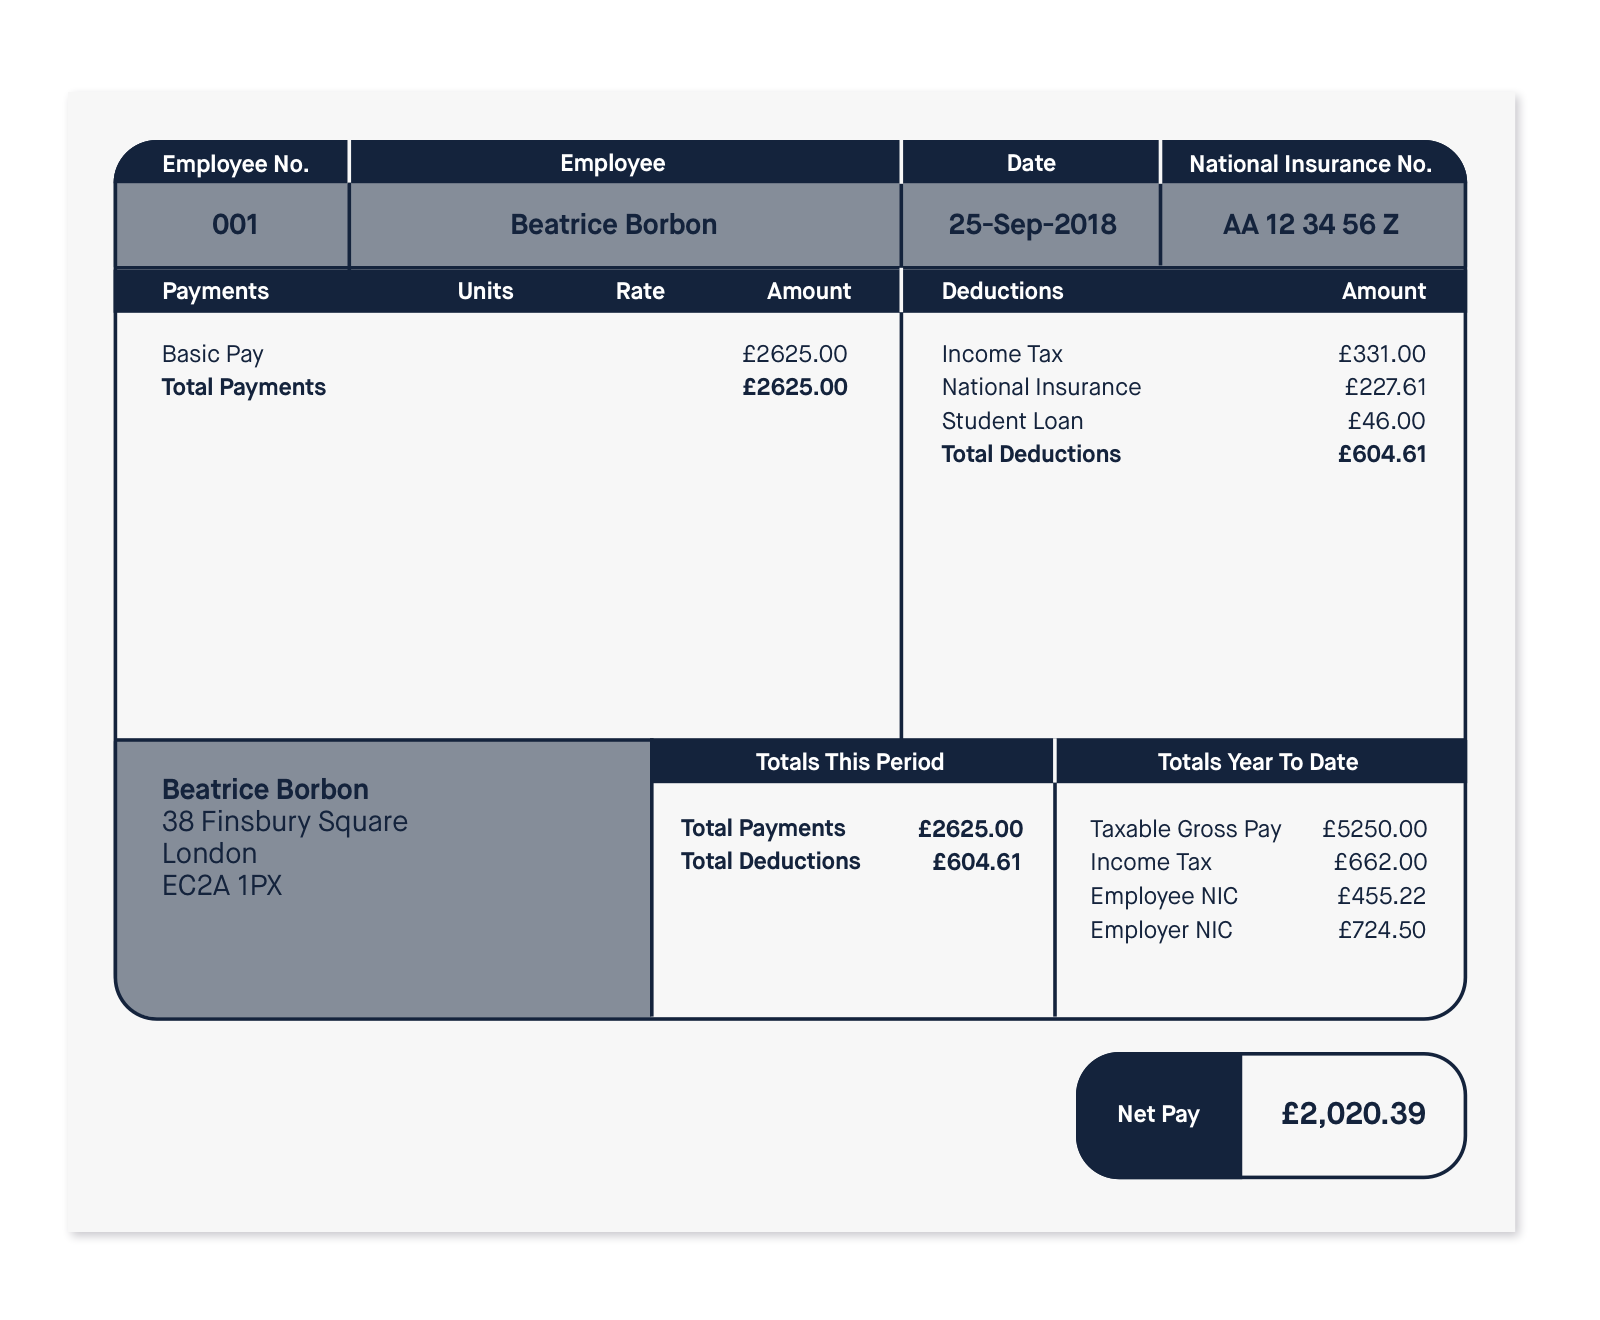 Employee No. Employee Date National Insurance No.
001 Beatrice Borbon 25-Sep-2018 AA 12 34 56 Z
Payments Units Rate Amount Deductions Amount
Basic Pay £2625.00 Income Tax £331.00
Total Payments £2625.00 National Insurance £227.61
Student Loan £46.00
Total Deductions £604.61
Beatrice Borbon
38 Finsbury Square
London
EC2A 1PX
Totals This Period
Total Payments £2625.00
Total Deductions £604.61
Totals Year To Date
Taxable Gross Pay £5250.00
Income Tax £662.00
Employee NIC £455.22
Employer NIC £724.50
Net Pay £2,020.39